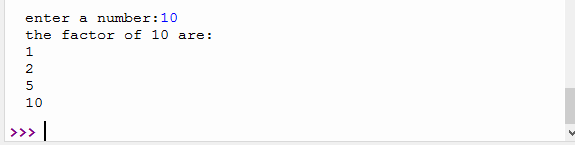 enter a number:10
the factor of 10 are:
1
2
5
10
>>>